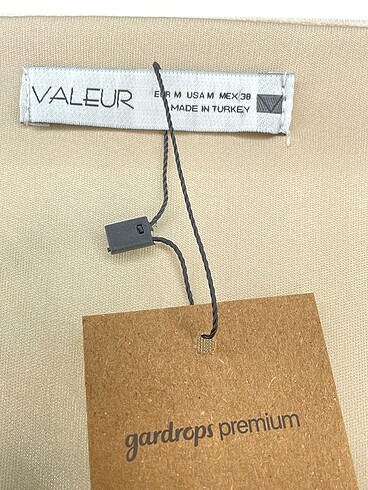 VALEUR
EUR M USA M MEX 38
MADE IN TURKEY
gardrops premium